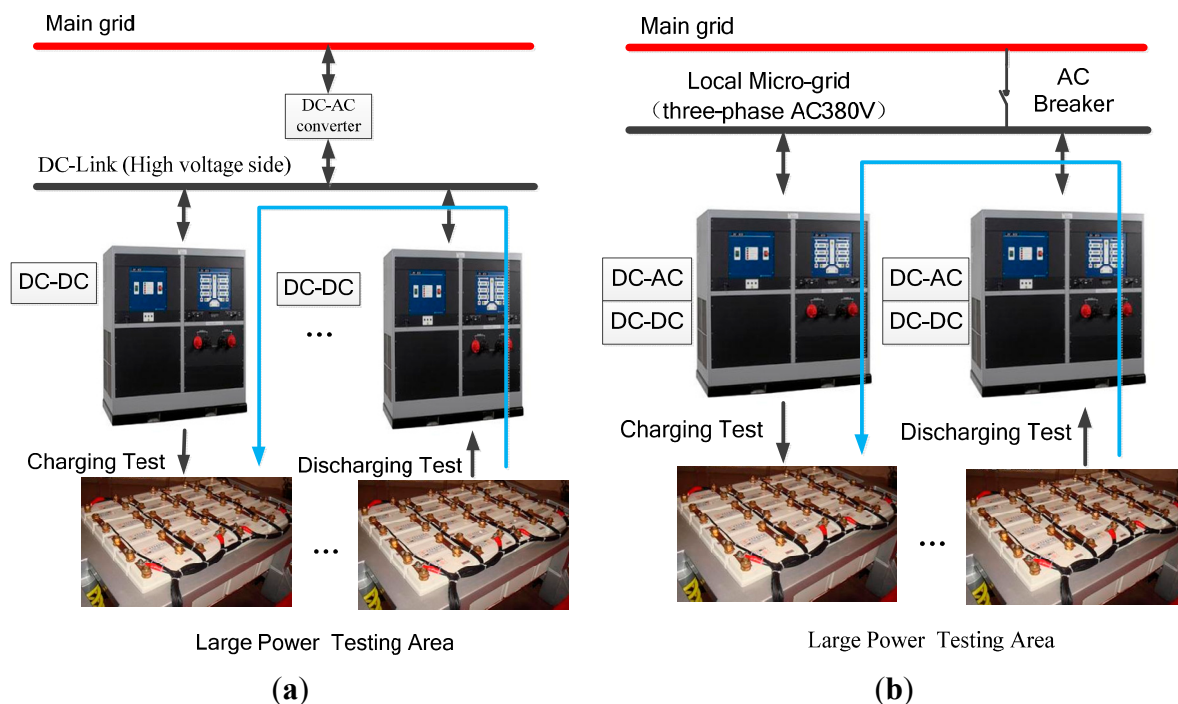 Main grid
DC-AC
converter
DC-Link (High voltage side)
DC-DC
DC-DC
...
Charging Test
Discharging Test
...
Large Power Testing Area
(a)
Main grid
Local Micro-grid
（three-phase AC380V）
AC
Breaker
DC-AC
DC-DC
DC-AC
DC-DC
Charging Test
Discharging Test
...
Large Power Testing Area
(b)